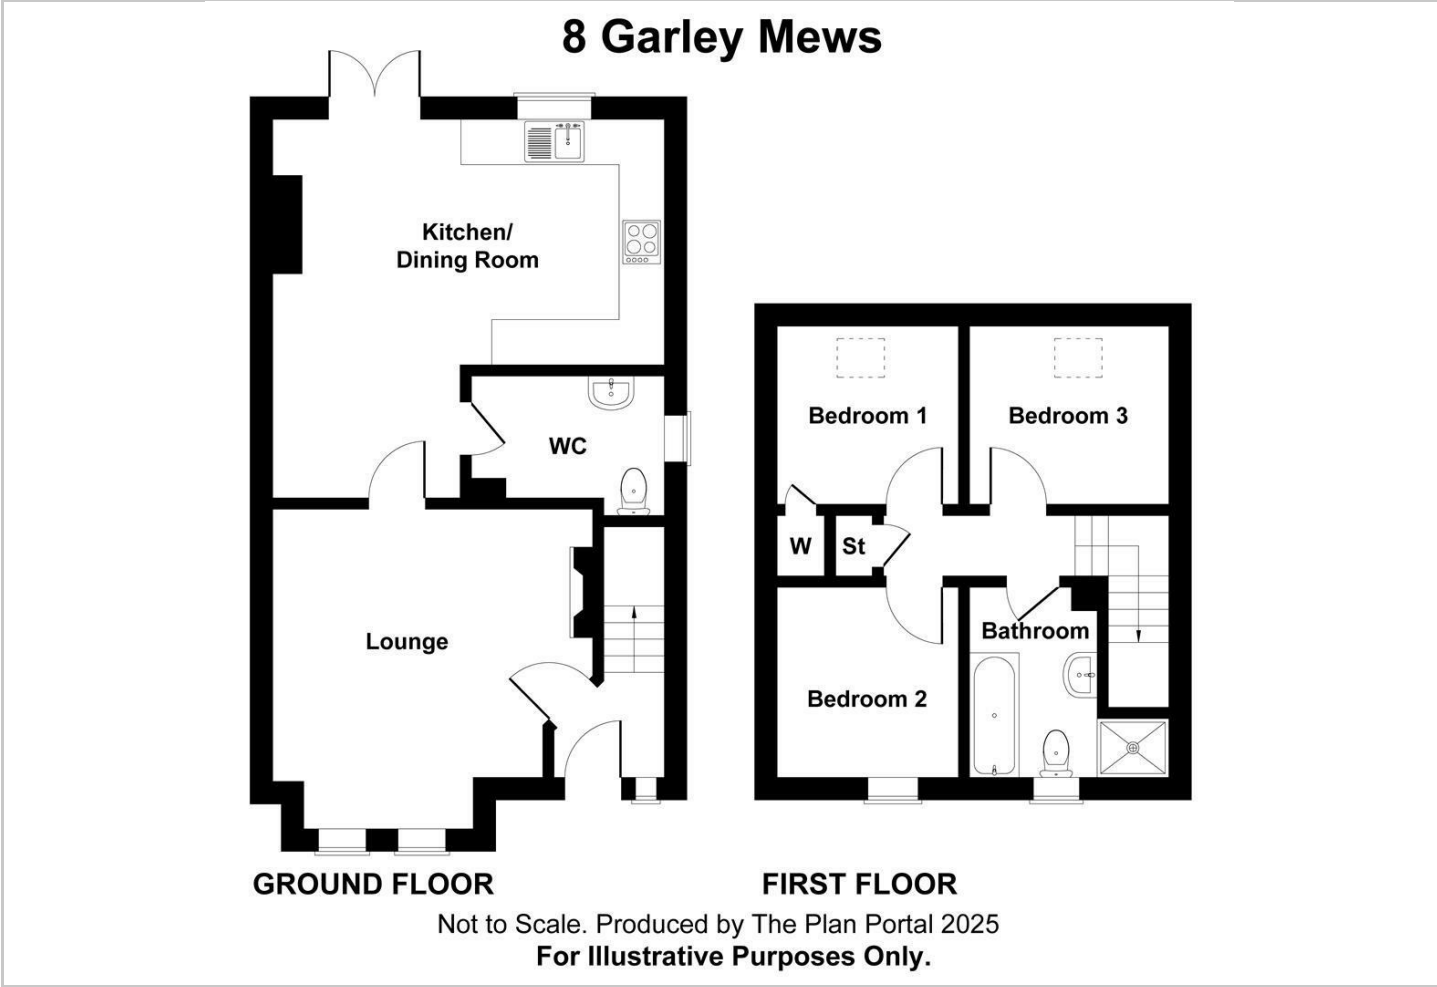 8 Garley Mews
Kitchen/
Dining Room
WC
Lounge
GROUND FLOOR
Bedroom 1
Bedroom 3
W
St
Bathroom
Bedroom 2
FIRST FLOOR
Not to Scale. Produced by The Plan Portal 2025
For Illustrative Purposes Only.